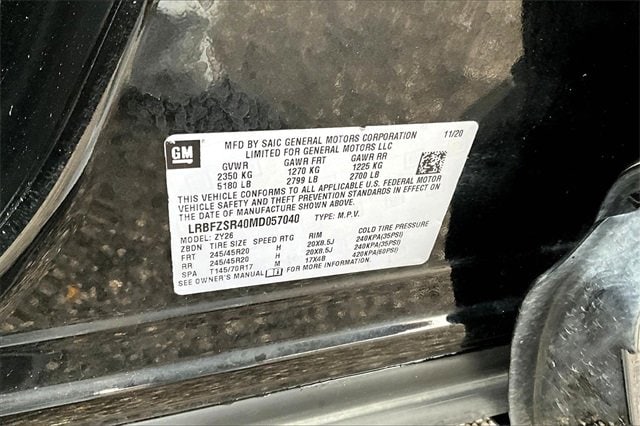 GM
MFD BY SAIC GENERAL MOTORS CORPORATION 11/20
LIMITED FOR GENERAL MOTORS LLC
GVWR GAWR FRT GAWR RR
2350 KG 1270 KG 1225 KG
5180 LB 2799 LB 2700 LB
THIS VEHICLE CONFORMS TO ALL APPLICABLE U.S. FEDERAL MOTOR
VEHICLE SAFETY AND THEFT PREVENTION STANDARDS IN EFFECT ON
THE DATE OF MANUFACTURE SHOWN ABOVE.
LRBFZSR40MD057040 TYPE: M.P.V.
MODEL: ZY26
ZBDN TIRE SIZE SPEED RTG RIM COLD TIRE PRESSURE
FRT 245/45R20 H 20X8.5J 240KPA(35PSI)
RR 245/45R20 H 20X8.5J 240KPA(35PSI)
SPA T145/70R17 M 17X4B 420KPA(60PSI)
SEE OWNER'S MANUAL FOR MORE INFORMATION.